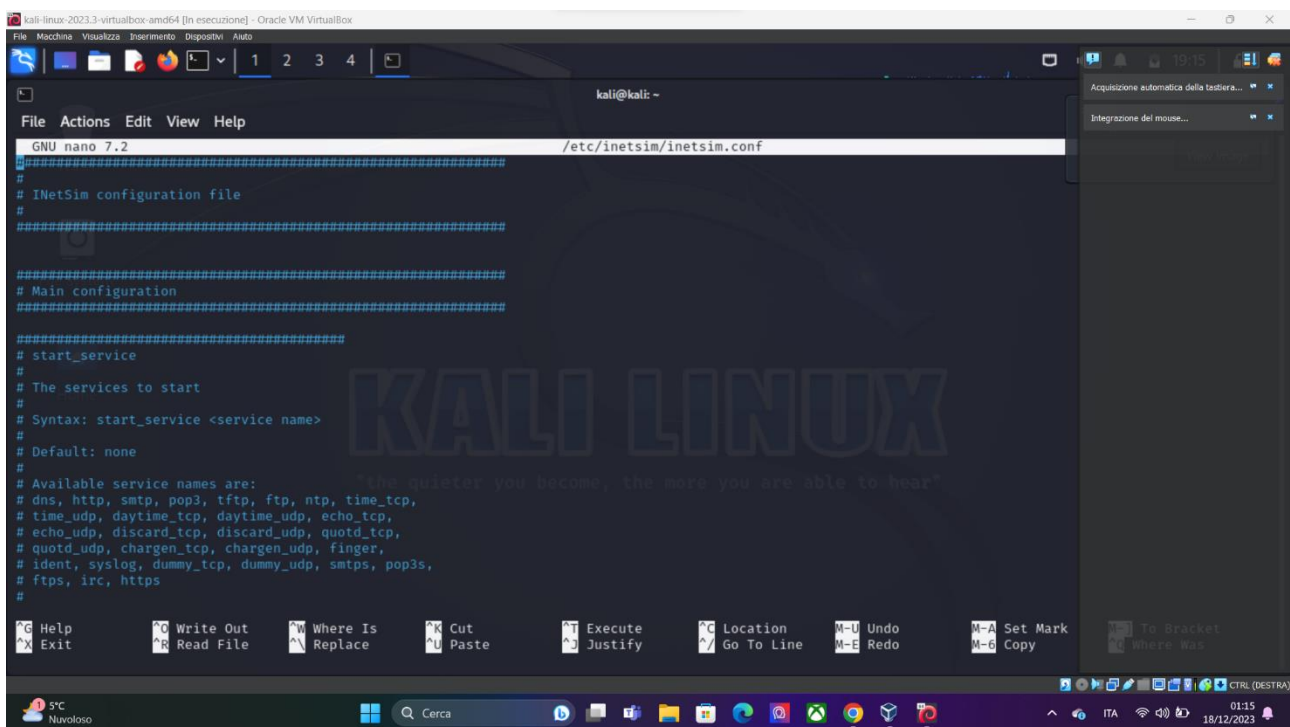 kali-linux-2023.3-virtualbox-amd64 [In esecuzione] - Oracle VM VirtualBox
File Macchina Visualizza Inserimento Dispositivi Aiuto
1 2 3 4
19:15
kali@kali: ~
Acquisizione automatica della tastiera...
File Actions Edit View Help
Integrazione del mouse...
GNU nano 7.2 /etc/inetsim/inetsim.conf
#############################################################
#
# INetSim configuration file
#
#############################################################
#############################################################
# Main configuration
#############################################################
#########################################
# start_service
#
# The services to start
#
# Syntax: start_service <service name>
#
# Default: none
#
# Available service names are:
# dns, http, smtp, pop3, tftp, ftp, ntp, time_tcp,
# time_udp, daytime_tcp, daytime_udp, echo_tcp,
# echo_udp, discard_tcp, discard_udp, quotd_tcp,
# quotd_udp, chargen_tcp, chargen_udp, finger,
# ident, syslog, dummy_tcp, dummy_udp, smtps, pop3s,
# ftps, irc, https
#
KALI LINUX
"the quieter you become, the more you are able to hear"
^G Help ^O Write Out ^W Where Is ^K Cut ^T Execute ^C Location M-U Undo M-A Set Mark M-] To Bracket
^X Exit ^R Read File ^\ Replace ^U Paste ^J Justify ^/ Go To Line M-E Redo M-6 Copy ^Q Where Was
CTRL (DESTRA)
1
5°C
Nuvoloso
Cerca
ITA
01:15
18/12/2023